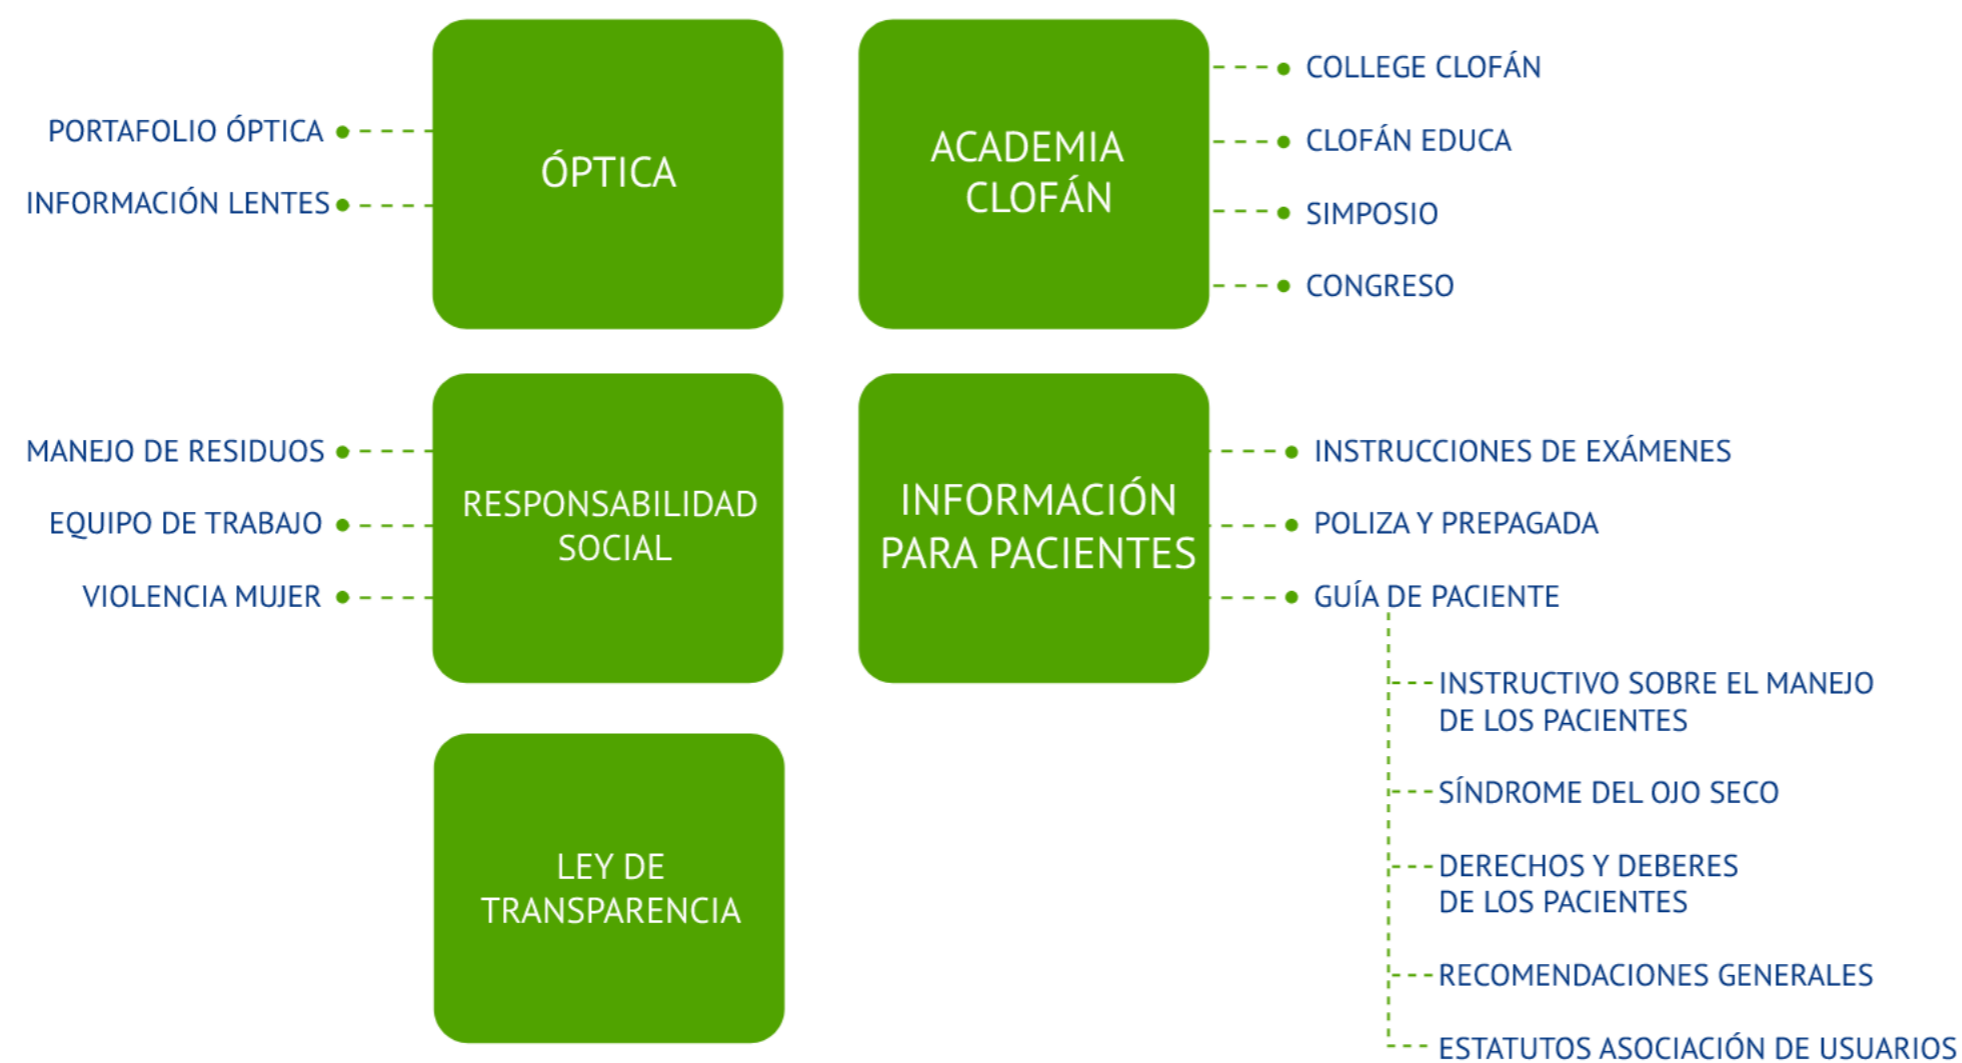 PORTAFOLIO ÓPTICA
INFORMACIÓN LENTES
ÓPTICA
ACADEMIA
CLOFÁN
COLLEGE CLOFÁN
CLOFÁN EDUCA
SIMPOSIO
CONGRESO
MANEJO DE RESIDUOS
EQUIPO DE TRABAJO
VIOLENCIA MUJER
RESPONSABILIDAD
SOCIAL
INFORMACIÓN
PARA PACIENTES
INSTRUCCIONES DE EXÁMENES
POLIZA Y PREPAGADA
GUÍA DE PACIENTE
INSTRUCTIVO SOBRE EL MANEJO
DE LOS PACIENTES
SÍNDROME DEL OJO SECO
DERECHOS Y DEBERES
DE LOS PACIENTES
RECOMENDACIONES GENERALES
ESTATUTOS ASOCIACIÓN DE USUARIOS
LEY DE
TRANSPARENCIA